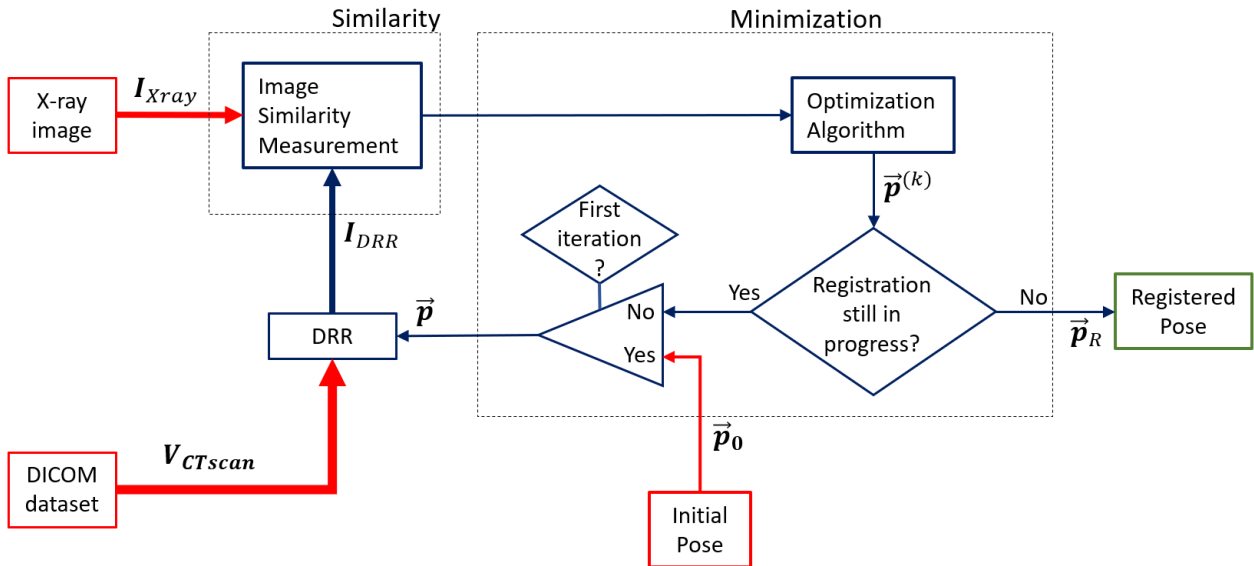 Similarity
Minimization
X-ray
image
I_Xray
Image
Similarity
Measurement
Optimization
Algorithm
p⃗^(k)
First
iteration
?
I_DRR
Registration
still in
progress?
Yes
No
Registered
Pose
p⃗_R
No
Yes
p⃗
DRR
p⃗_0
V_CTscan
DICOM
dataset
Initial
Pose